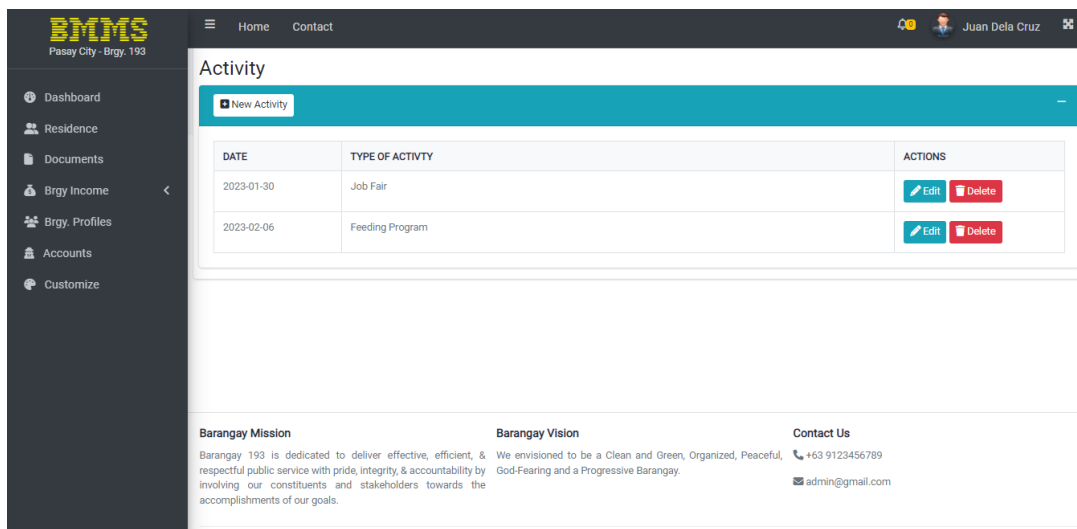 BMMS
Pasay City - Brgy. 193
Home Contact
0
Juan Dela Cruz
Dashboard
Residence
Documents
Brgy Income
Brgy. Profiles
Accounts
Customize
Activity
New Activity
DATE TYPE OF ACTIVTY ACTIONS
2023-01-30 Job Fair Edit Delete
2023-02-06 Feeding Program Edit Delete
Barangay Mission
Barangay 193 is dedicated to deliver effective, efficient, &
respectful public service with pride, integrity, & accountability by
involving our constituents and stakeholders towards the
accomplishments of our goals.
Barangay Vision
We envisioned to be a Clean and Green, Organized, Peaceful,
God-Fearing and a Progressive Barangay.
Contact Us
+63 9123456789
admin@gmail.com